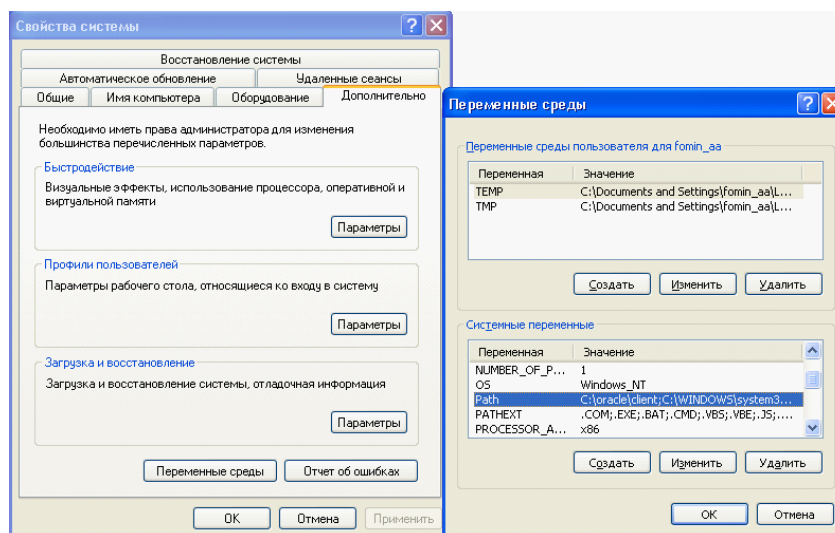 Свойства системы
Восстановление системы
Автоматическое обновление
Удаленные сеансы
Общие
Имя компьютера
Оборудование
Дополнительно
Необходимо иметь права администратора для изменения
большинства перечисленных параметров.
Быстродействие
Визуальные эффекты, использование процессора, оперативной и
виртуальной памяти
Параметры
Профили пользователей
Параметры рабочего стола, относящиеся ко входу в систему
Параметры
Загрузка и восстановление
Загрузка и восстановление системы, отладочная информация
Параметры
Переменные среды
Отчет об ошибках
ОК
Отмена
Применить
Переменные среды
Переменные среды пользователя для fomin_aa
Переменная Значение
TEMP C:\Documents and Settings\fomin_aa\L...
TMP C:\Documents and Settings\fomin_aa\L...
Создать
Изменить
Удалить
Системные переменные
Переменная Значение
NUMBER_OF_P... 1
OS Windows_NT
Path C:\oracle\client;C:\WINDOWS\system3...
PATHEXT .COM;.EXE;.BAT;.CMD;.VBS;.VBE;.JS;....
PROCESSOR_A... x86
Создать
Изменить
Удалить
ОК
Отмена